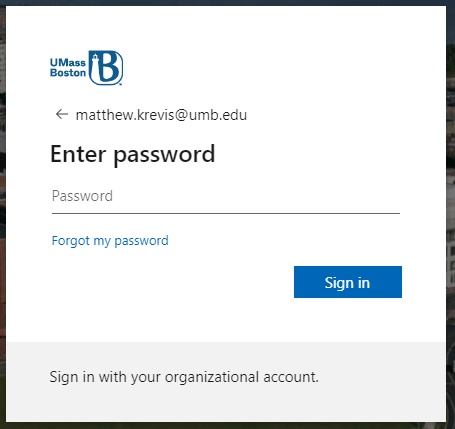 UMass
Boston B
matthew.krevis@umb.edu
Enter password
Password
Forgot my password
Sign in
Sign in with your organizational account.